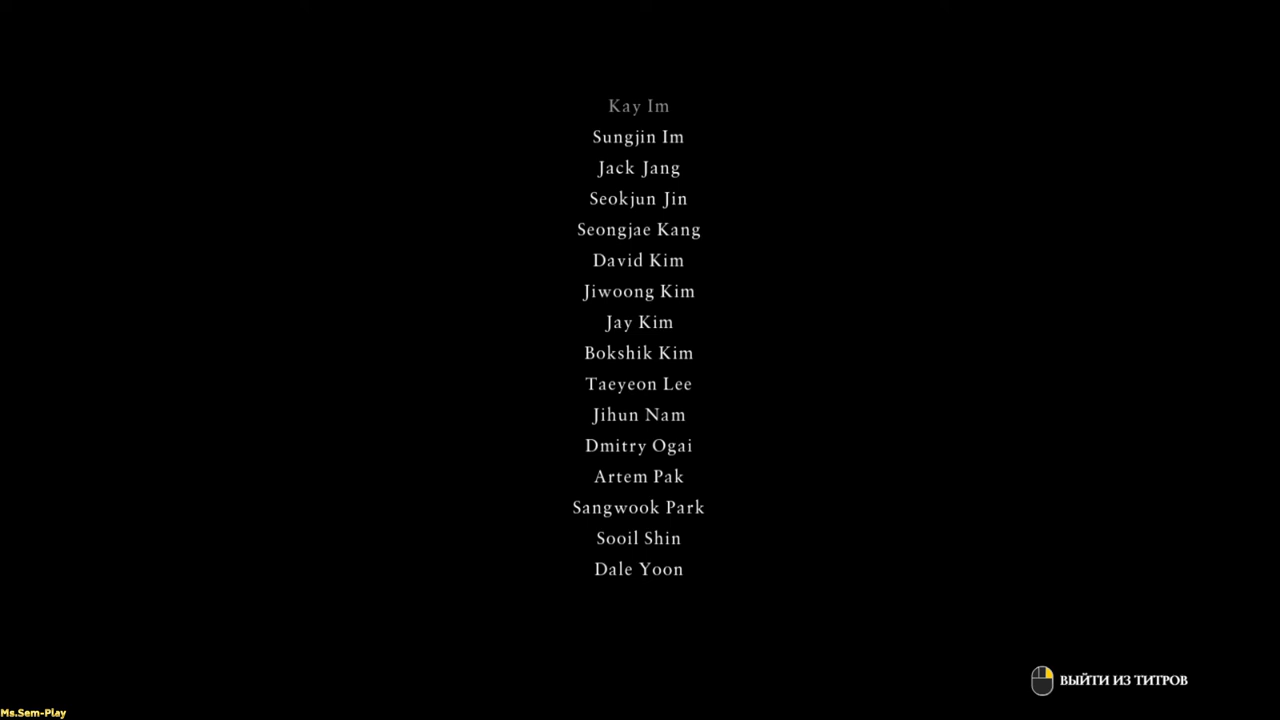 Kay Im
Sungjin Im
Jack Jang
Seokjun Jin
Seongjae Kang
David Kim
Jiwoong Kim
Jay Kim
Bokshik Kim
Taeyeon Lee
Jihun Nam
Dmitry Ogai
Artem Pak
Sangwook Park
Sooil Shin
Dale Yoon
ВЫЙТИ ИЗ ТИТРОВ
Ms.Sem-Play